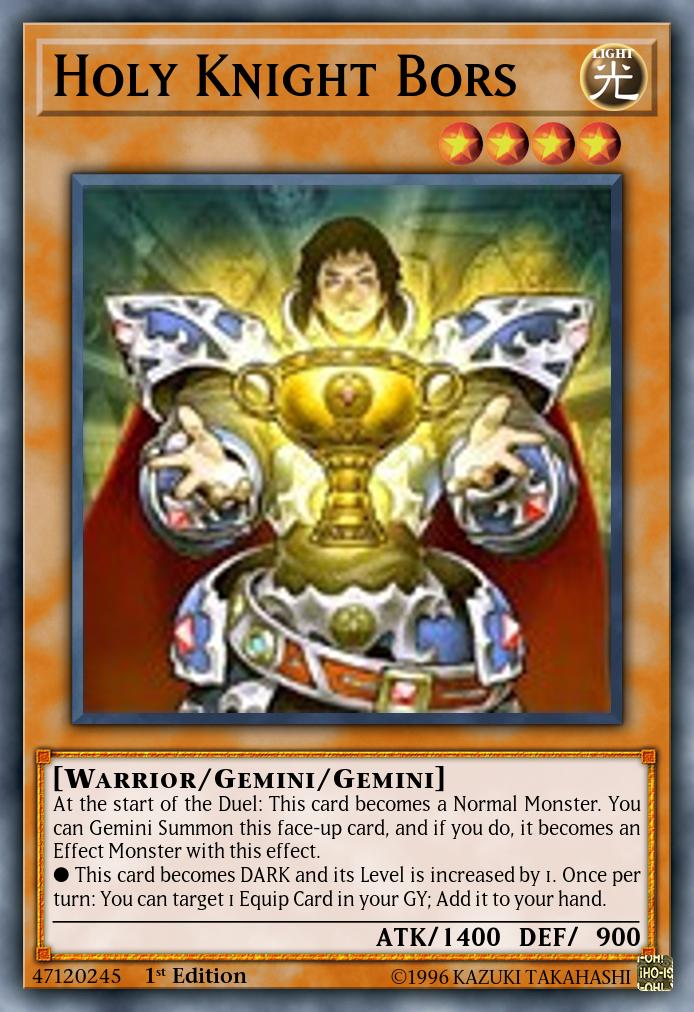 Holy Knight Bors
LIGHT
光
[Warrior/Gemini/Gemini]
At the start of the Duel: This card becomes a Normal Monster. You
can Gemini Summon this face-up card, and if you do, it becomes an
Effect Monster with this effect.
● This card becomes DARK and its Level is increased by 1. Once per
turn: You can target 1 Equip Card in your GY; Add it to your hand.
ATK/1400 DEF/ 900
47120245 1st Edition ©1996 KAZUKI TAKAHASHI